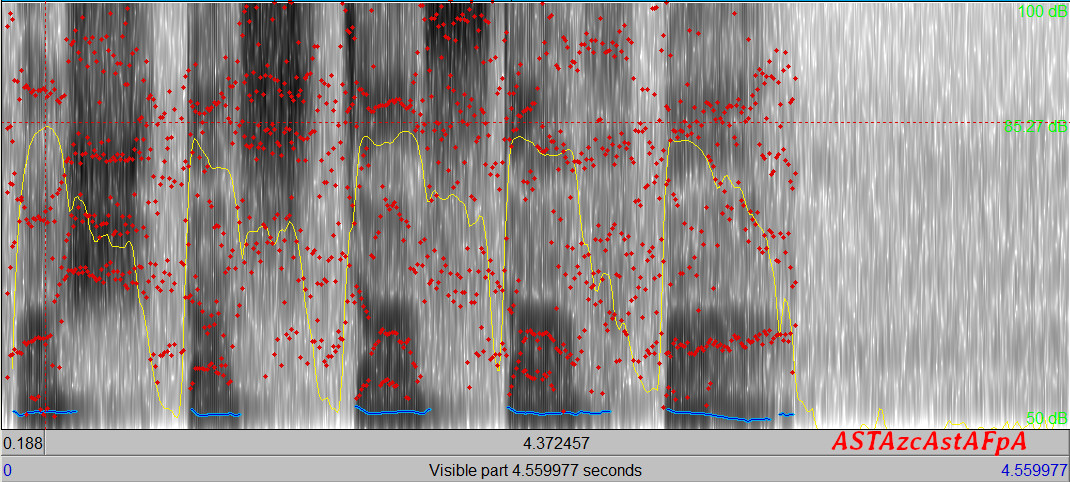 100 dB
85.27 dB
50 dB
0.188 4.372457
ASTAzcAstAFpA
0 Visible part 4.559977 seconds 4.559977